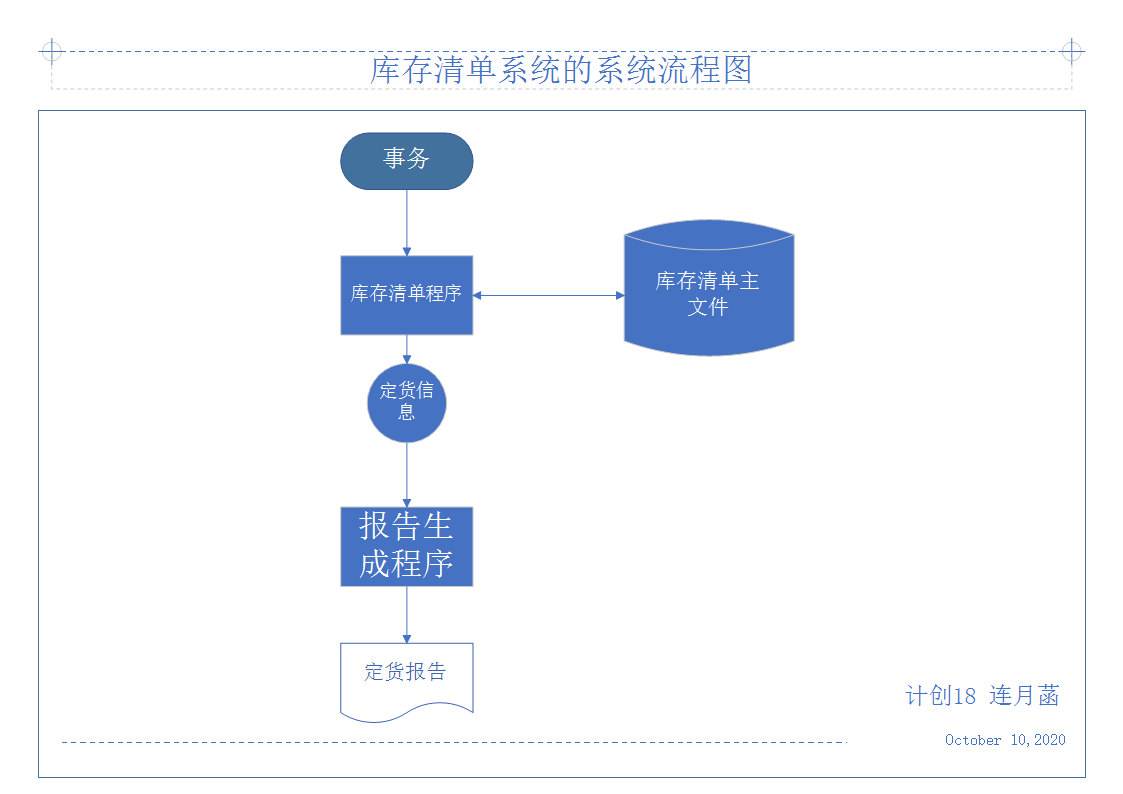 库存清单系统的系统流程图
事务
库存清单程序
库存清单主
文件
定货信
息
报告生
成程序
定货报告
计创18 连月菡
October 10,2020